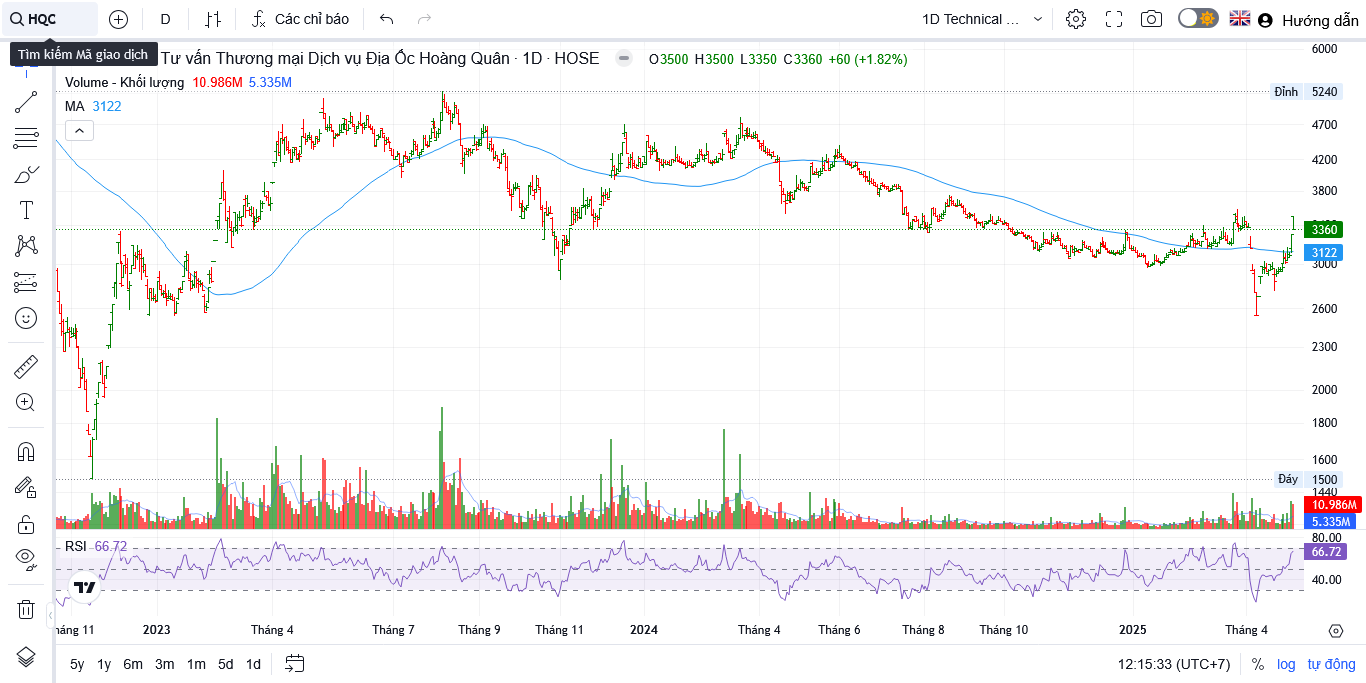 HQC
D
Các chỉ báo
1D Technical ...
Hướng dẫn
Tìm kiếm Mã giao dịch
Tư vấn Thương mại Dịch vụ Địa Ốc Hoàng Quân · 1D · HOSE
O3500 H3500 L3350 C3360 +60 (+1.82%)
Volume - Khối lượng 10.986M 5.335M
MA 3122
6000
Đỉnh 5240
4700
4200
3800
3360
3122
3000
2600
2300
2000
1800
1600
Đáy 1500
1440
10.986M
5.335M
RSI 66.72
80.00
66.72
40.00
háng 11 2023 Tháng 4 Tháng 7 Tháng 9 Tháng 11 2024 Tháng 4 Tháng 6 Tháng 8 Tháng 10 2025 Tháng 4
5y 1y 6m 3m 1m 5d 1d
12:15:33 (UTC+7) % log tự động